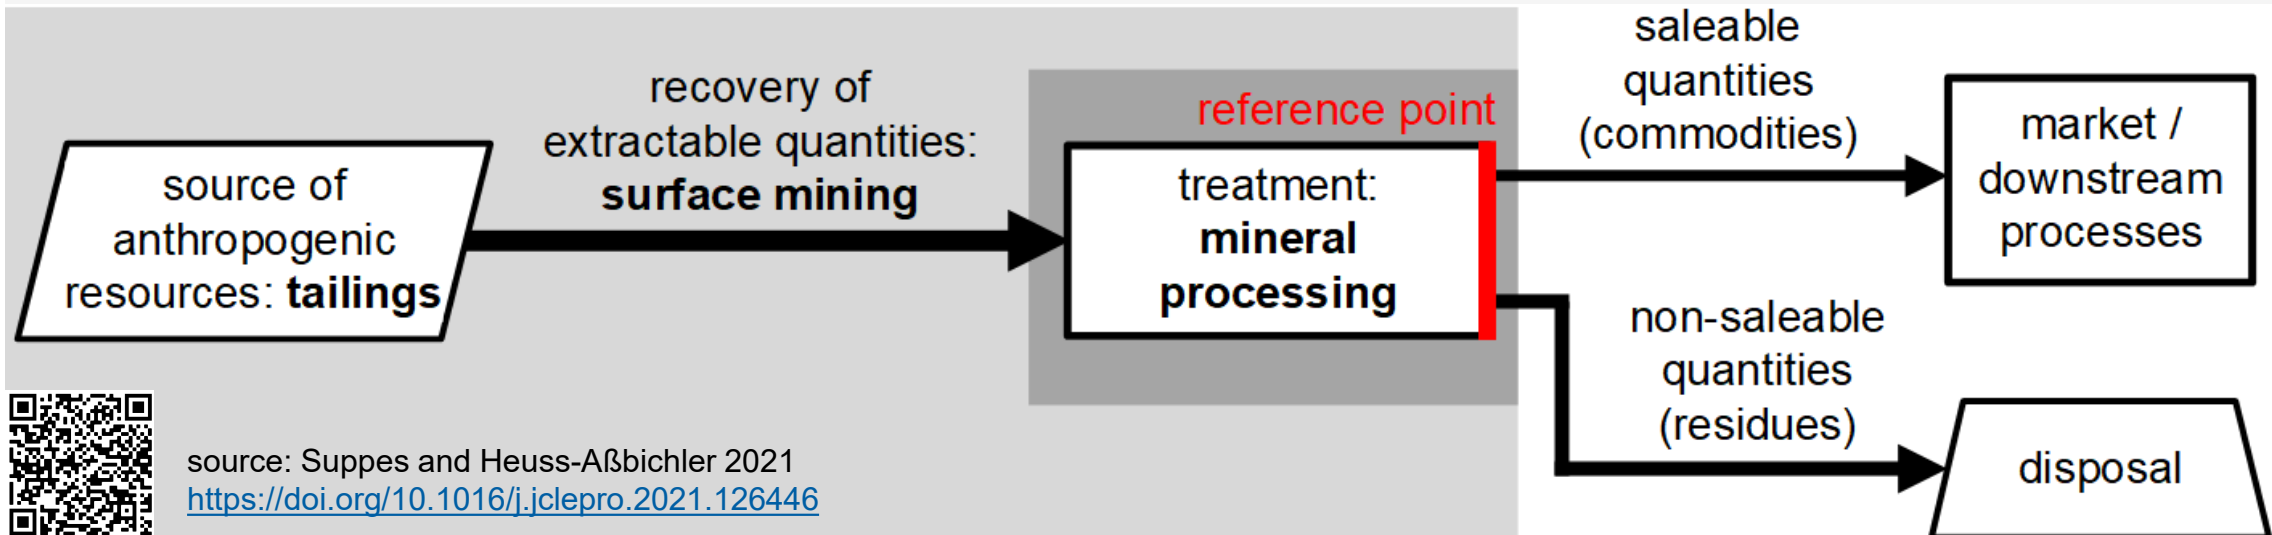 source of
anthropogenic
resources: tailings
recovery of
extractable quantities:
surface mining
reference point
treatment:
mineral
processing
saleable
quantities
(commodities)
market /
downstream
processes
non-saleable
quantities
(residues)
disposal
source: Suppes and Heuss-Aßbichler 2021
https://doi.org/10.1016/j.jclepro.2021.126446